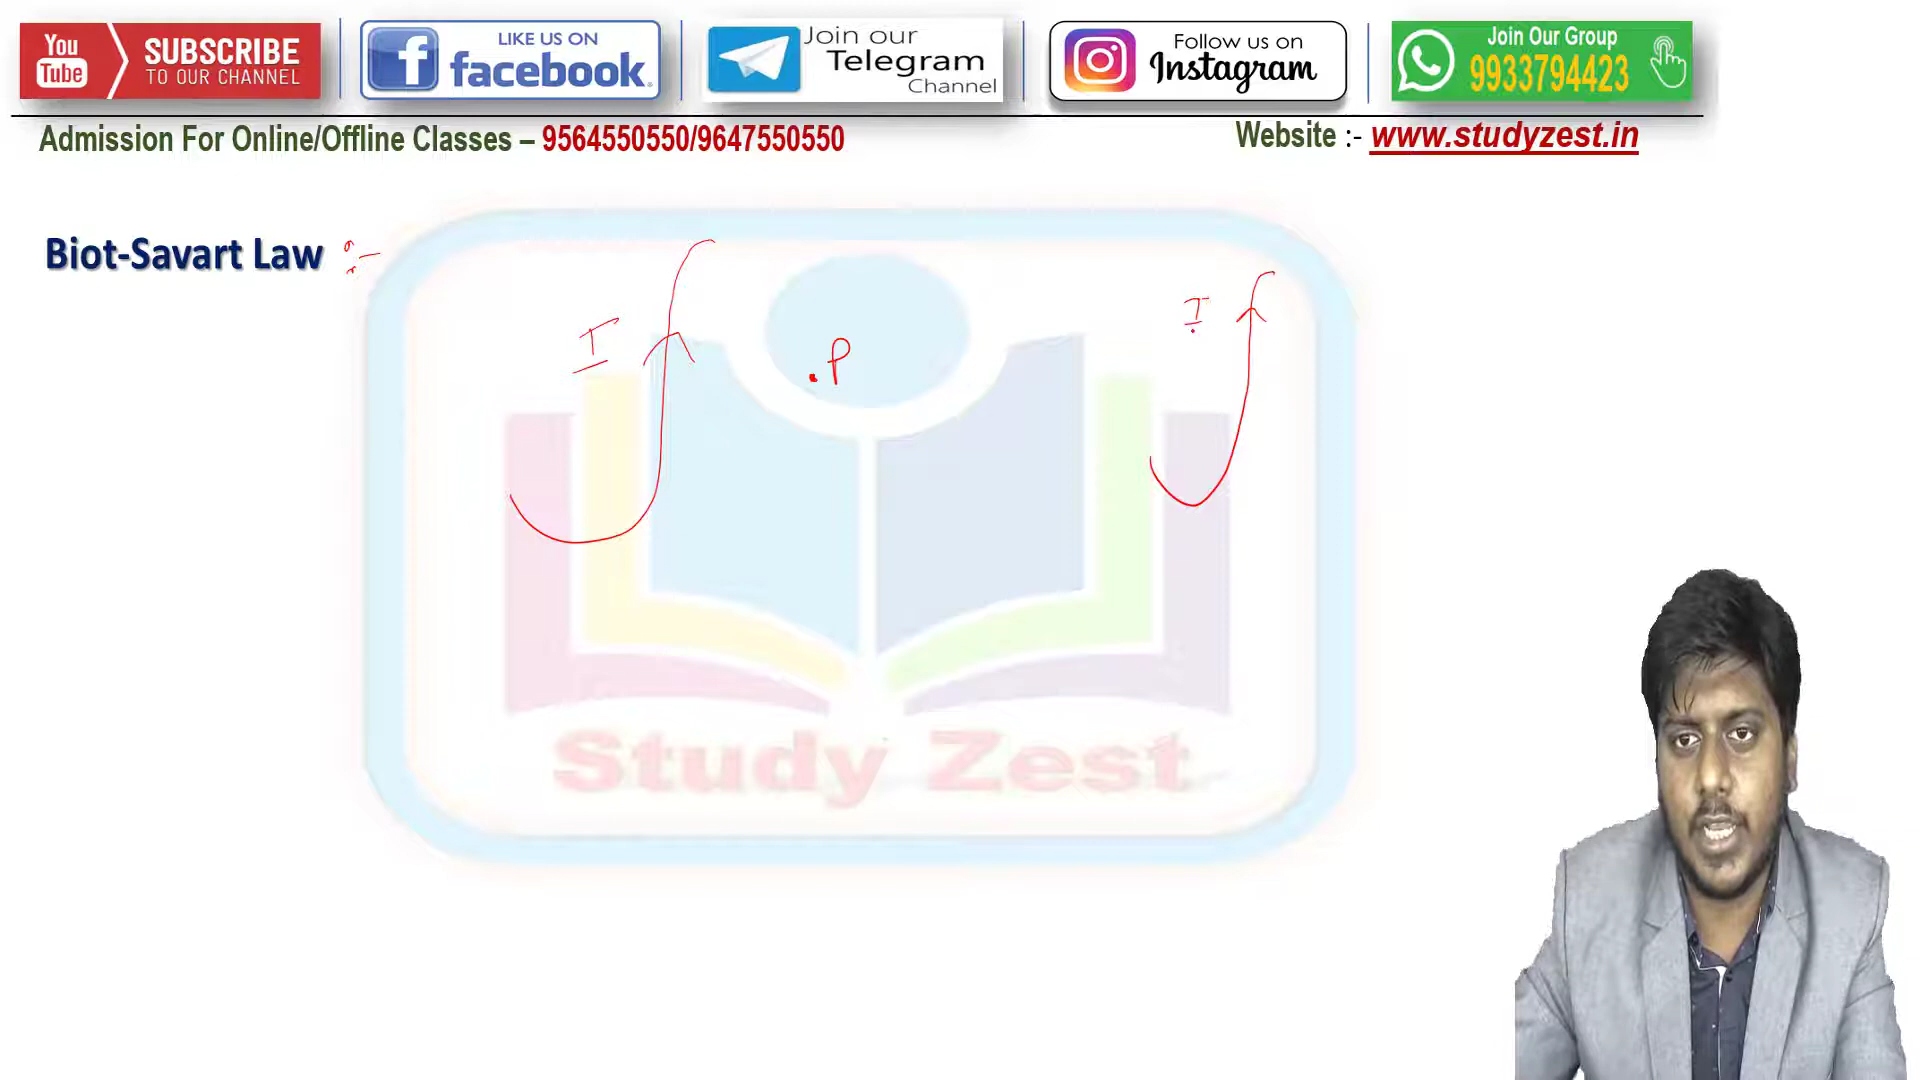 You Tube SUBSCRIBE TO OUR CHANNEL
LIKE US ON facebook
Join our Telegram Channel
Follow us on Instagram
Join Our Group 9933794423
Admission For Online/Offline Classes – 9564550550/9647550550
Website :- www.studyzest.in
Biot-Savart Law :-
I
.P
I
Study Zest